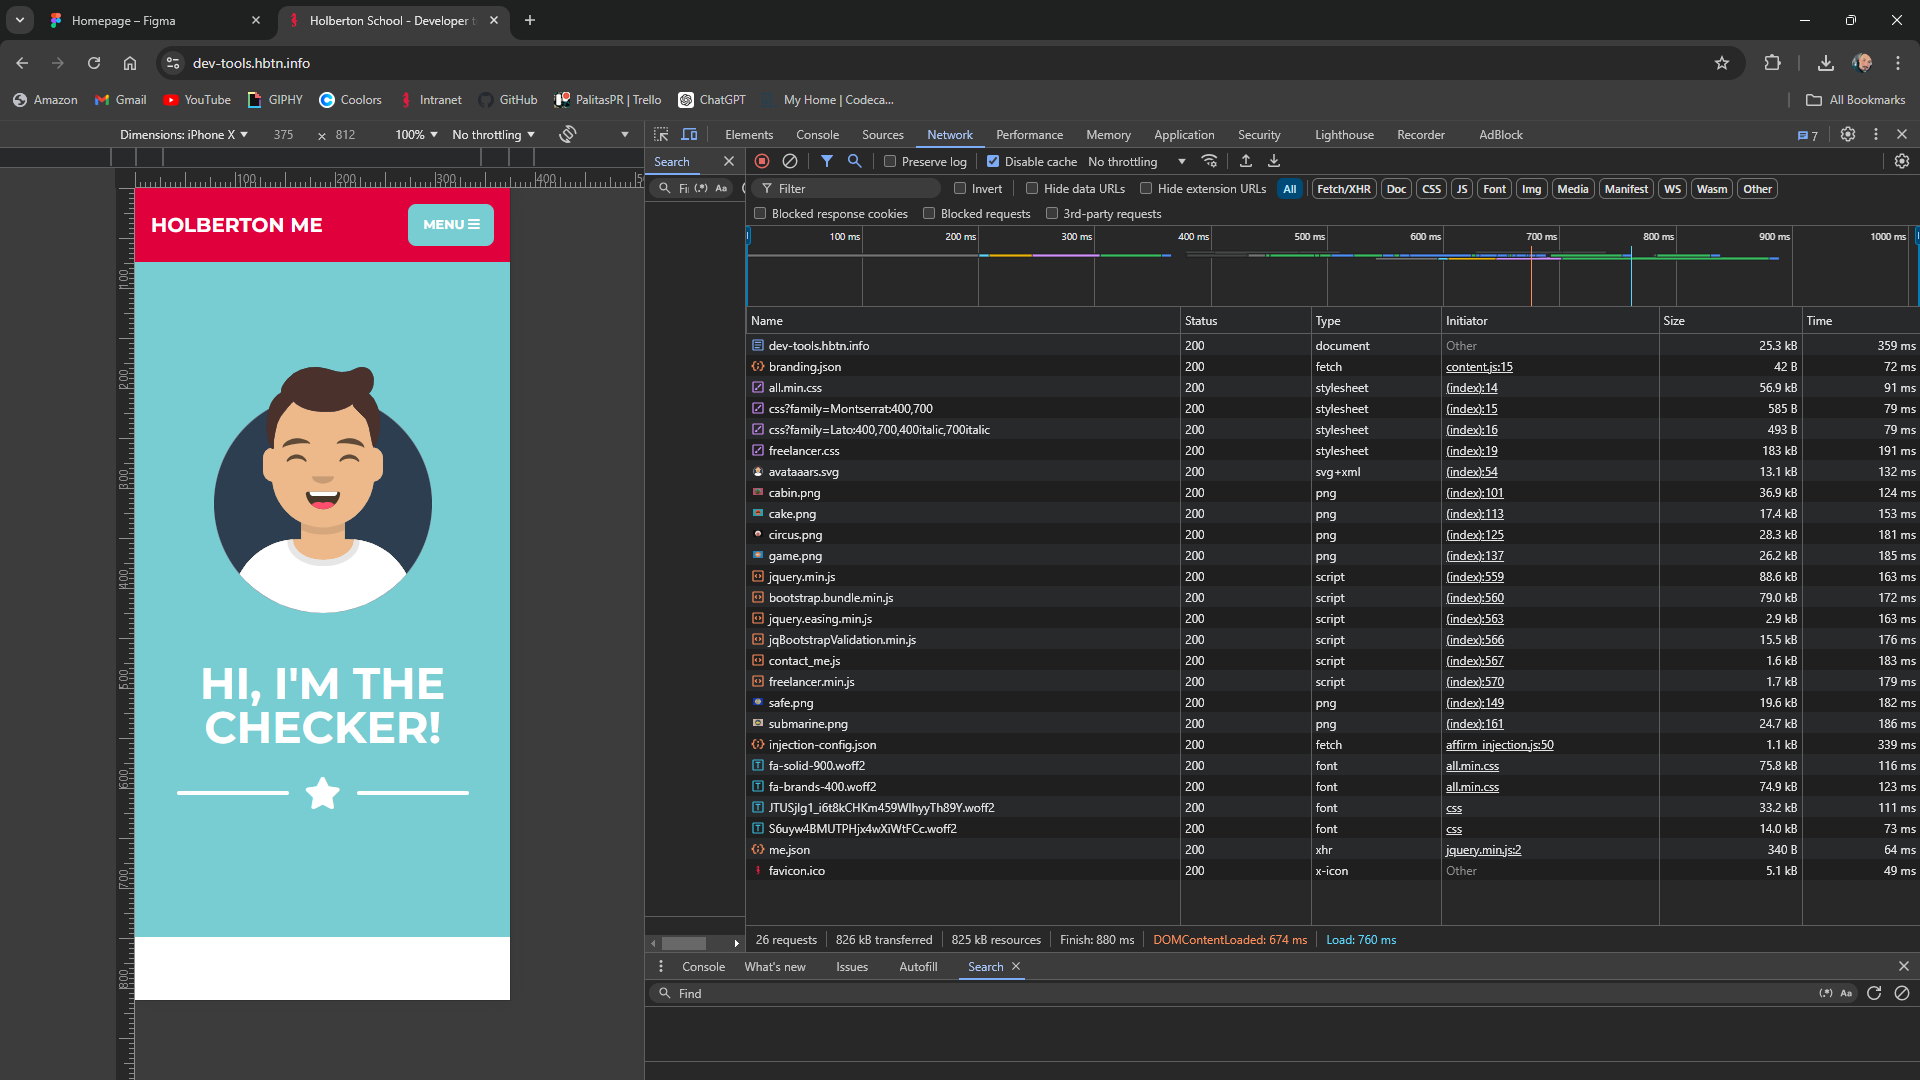 Homepage – Figma
Holberton School - Developer t
dev-tools.hbtn.info
Amazon
Gmail
YouTube
GIPHY
Coolors
Intranet
GitHub
PalitasPR | Trello
ChatGPT
My Home | Codeca...
All Bookmarks
Dimensions: iPhone X 375 × 812 100% No throttling
Elements Console Sources Network Performance Memory Application Security Lighthouse Recorder AdBlock 7
Search
Preserve log Disable cache No throttling
Fi (.*) Aa
Filter Invert Hide data URLs Hide extension URLs All Fetch/XHR Doc CSS JS Font Img Media Manifest WS Wasm Other
Blocked response cookies Blocked requests 3rd-party requests
100 ms 200 ms 300 ms 400 ms 500 ms 600 ms 700 ms 800 ms 900 ms 1000 ms
100 200 300 400 5
100
200
300
400
500
600
700
800
HOLBERTON ME
MENU
HI, I'M THE
CHECKER!
Name Status Type Initiator Size Time
dev-tools.hbtn.info 200 document Other 25.3 kB 359 ms
branding.json 200 fetch content.js:15 42 B 72 ms
all.min.css 200 stylesheet (index):14 56.9 kB 91 ms
css?family=Montserrat:400,700 200 stylesheet (index):15 585 B 79 ms
css?family=Lato:400,700,400italic,700italic 200 stylesheet (index):16 493 B 79 ms
freelancer.css 200 stylesheet (index):19 183 kB 191 ms
avataaars.svg 200 svg+xml (index):54 13.1 kB 132 ms
cabin.png 200 png (index):101 36.9 kB 124 ms
cake.png 200 png (index):113 17.4 kB 153 ms
circus.png 200 png (index):125 28.3 kB 181 ms
game.png 200 png (index):137 26.2 kB 185 ms
jquery.min.js 200 script (index):559 88.6 kB 163 ms
bootstrap.bundle.min.js 200 script (index):560 79.0 kB 172 ms
jquery.easing.min.js 200 script (index):563 2.9 kB 163 ms
jqBootstrapValidation.min.js 200 script (index):566 15.5 kB 176 ms
contact_me.js 200 script (index):567 1.6 kB 183 ms
freelancer.min.js 200 script (index):570 1.7 kB 179 ms
safe.png 200 png (index):149 19.6 kB 182 ms
submarine.png 200 png (index):161 24.7 kB 186 ms
injection-config.json 200 fetch affirm_injection.js:50 1.1 kB 339 ms
fa-solid-900.woff2 200 font all.min.css 75.8 kB 116 ms
fa-brands-400.woff2 200 font all.min.css 74.9 kB 123 ms
JTUSjIg1_i6t8kCHKm459WlhyyTh89Y.woff2 200 font css 33.2 kB 111 ms
S6uyw4BMUTPHjx4wXiWtFCc.woff2 200 font css 14.0 kB 73 ms
me.json 200 xhr jquery.min.js:2 340 B 64 ms
favicon.ico 200 x-icon Other 5.1 kB 49 ms
26 requests 826 kB transferred 825 kB resources Finish: 880 ms DOMContentLoaded: 674 ms Load: 760 ms
Console What's new Issues Autofill Search
Find (.*) Aa